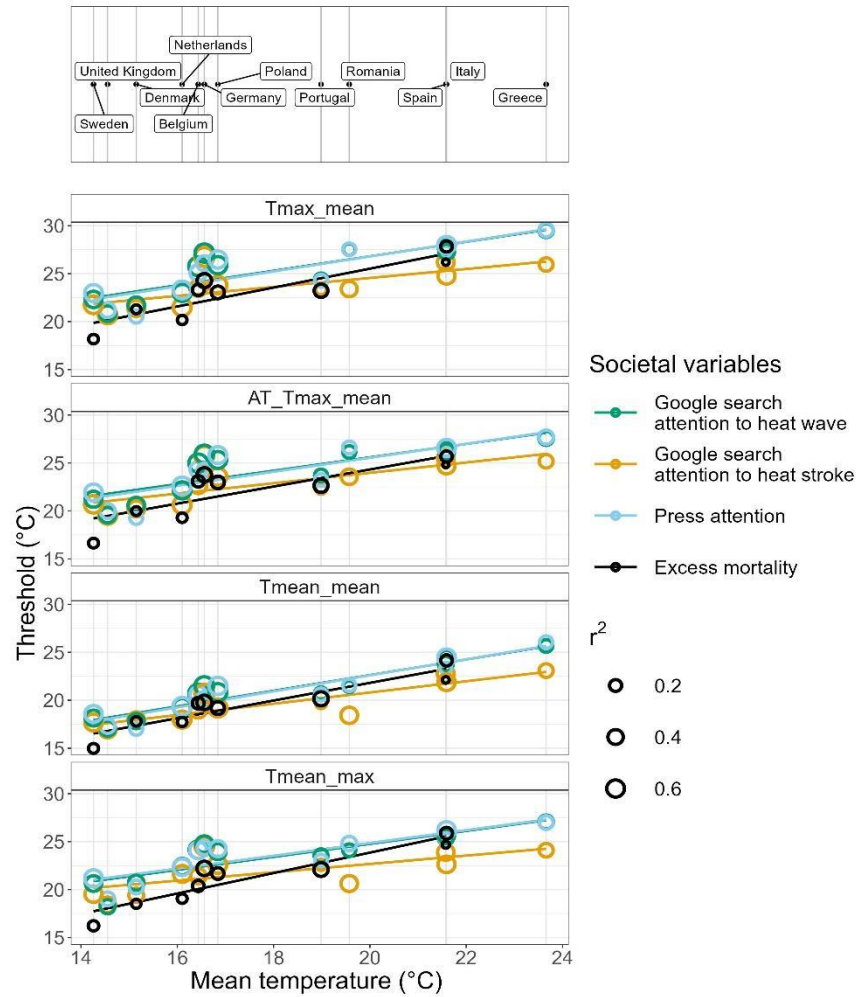 Netherlands
United Kingdom
Poland
Romania
Italy
Denmark
Germany
Portugal
Spain
Greece
Sweden
Belgium
Tmax_mean
30
25
20
15
AT_Tmax_mean
30
25
20
15
Tmean_mean
30
25
20
15
Tmean_max
30
25
20
15
14 16 18 20 22 24
Mean temperature (°C)
Threshold (°C)
Societal variables
Google search
attention to heat wave
Google search
attention to heat stroke
Press attention
Excess mortality
r²
0.2
0.4
0.6